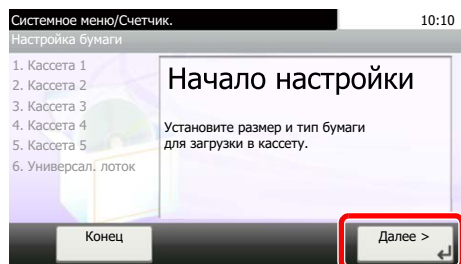 Системное меню/Счетчик.
10:10
Настройка бумаги
1. Кассета 1
2. Кассета 2
3. Кассета 3
4. Кассета 4
5. Кассета 5
6. Универсал. лоток
Начало настройки
Установите размер и тип бумаги
для загрузки в кассету.
Конец
Далее >